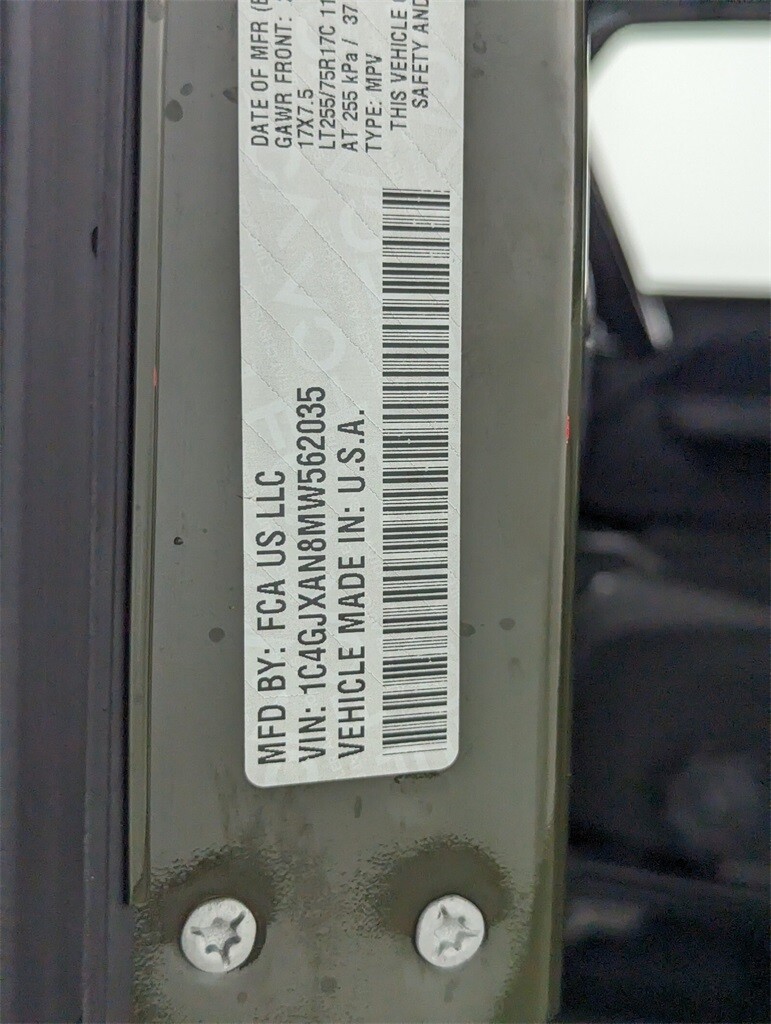 MFD BY: FCA US LLC
VIN: 1C4GJXAN8MW562035
VEHICLE MADE IN: U.S.A.
DATE OF MFR
GAWR FRONT:
17X7.5
LT255/75R17C
AT 255 kPa / 37
TYPE: MPV
THIS VEHICLE
SAFETY AND